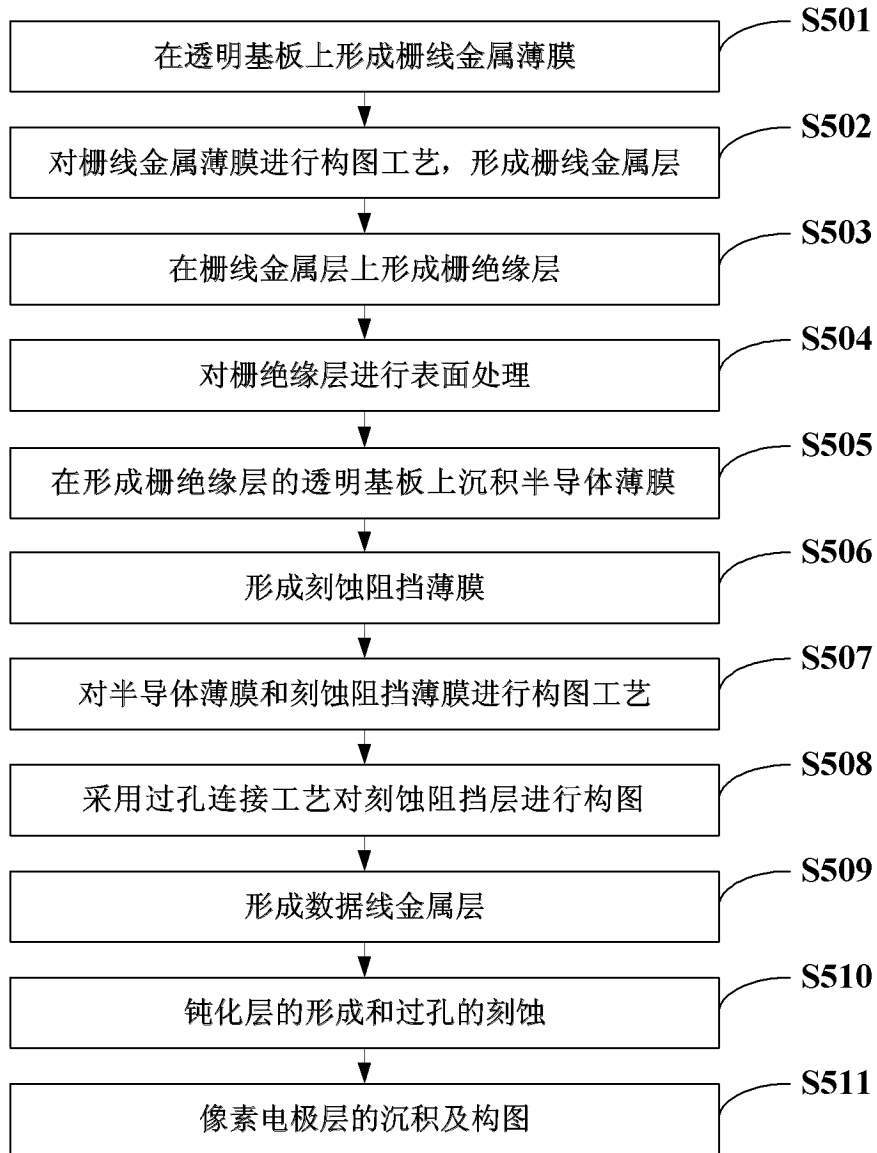 S501
在透明基板上形成栅线金属薄膜
S502
对栅线金属薄膜进行构图工艺，形成栅线金属层
S503
在栅线金属层上形成栅绝缘层
S504
对栅绝缘层进行表面处理
S505
在形成栅绝缘层的透明基板上沉积半导体薄膜
S506
形成刻蚀阻挡薄膜
S507
对半导体薄膜和刻蚀阻挡薄膜进行构图工艺
S508
采用过孔连接工艺对刻蚀阻挡层进行构图
S509
形成数据线金属层
S510
钝化层的形成和过孔的刻蚀
S511
像素电极层的沉积及构图